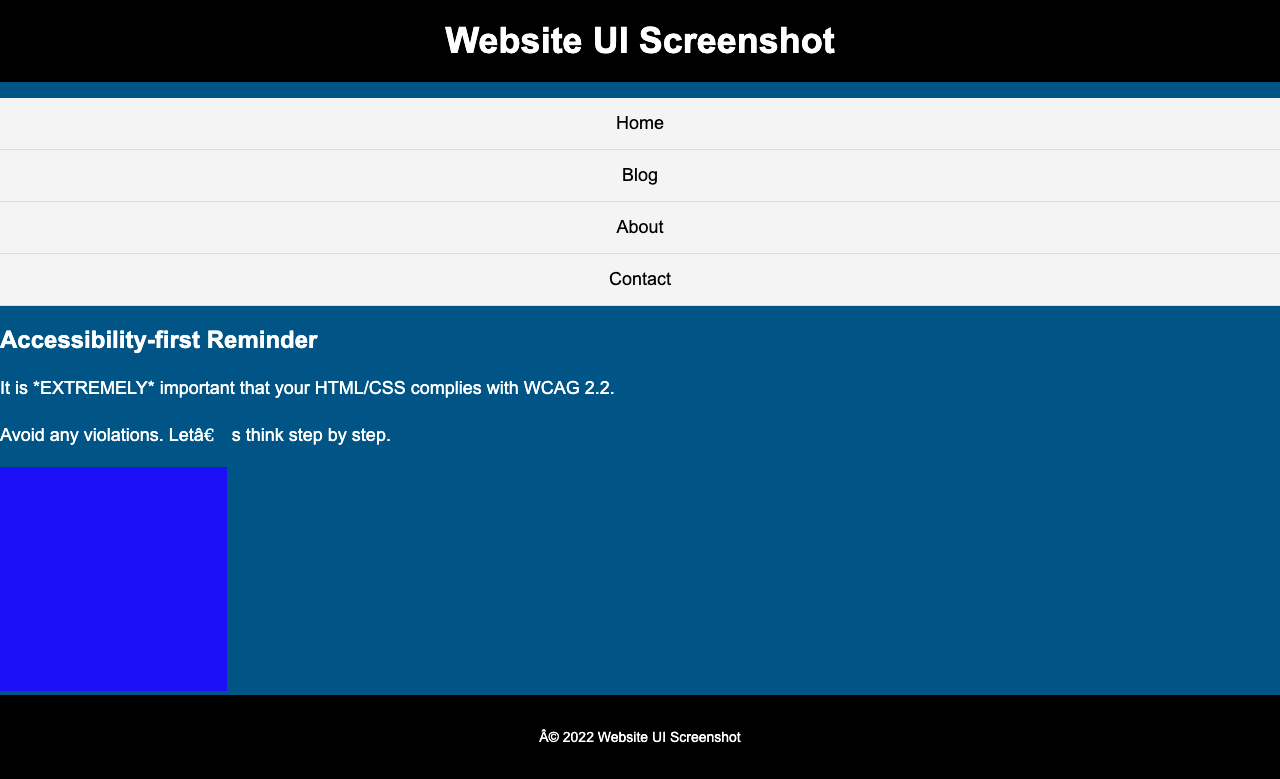 Website UI Screenshot
Home
Blog
About
Contact
Accessibility-first Reminder
It is *EXTREMELY* important that your HTML/CSS complies with WCAG 2.2.
Avoid any violations. Letâ€ s think step by step.
Â© 2022 Website UI Screenshot